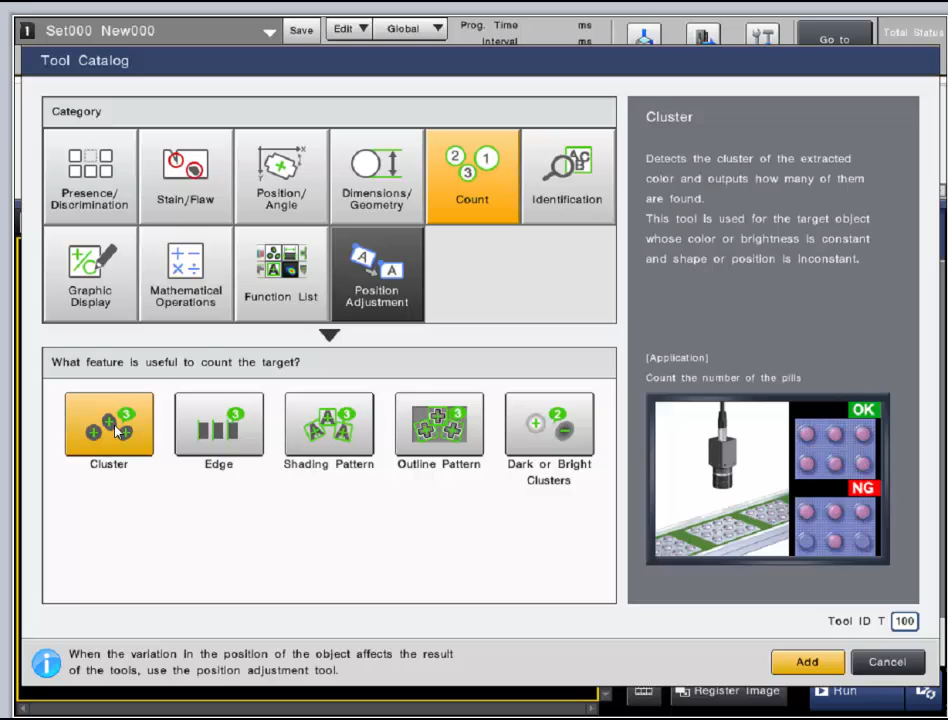 1 Set000 New000
Save
Edit
Global
Prog. Time ms
Interval ms
Go to
Total Status
Tool Catalog
Category
Presence/
Discrimination
Stain/Flaw
Position/
Angle
Dimensions/
Geometry
Count
Identification
Graphic
Display
Mathematical
Operations
Function List
Position
Adjustment
What feature is useful to count the target?
Cluster
Edge
Shading Pattern
Outline Pattern
Dark or Bright
Clusters
Cluster
Detects the cluster of the extracted
color and outputs how many of them
are found.
This tool is used for the target object
whose color or brightness is constant
and shape or position is inconstant.
[Application]
Count the number of the pills
OK
NG
Tool ID T 100
When the variation in the position of the object affects the result
of the tools, use the position adjustment tool.
Add
Cancel
Register Image
Run